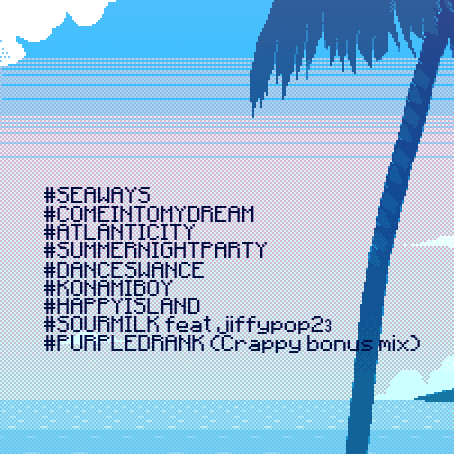 #SEAWAYS
#COMEINTOMYDREAM
#ATLANTICITY
#SUMMERNIGHTPARTY
#DANCESWANCE
#KONAMIBOY
#HAPPYISLAND
#SOURMILK feat jiffypop23
#PURPLEDRANK (Crappy bonus mix)